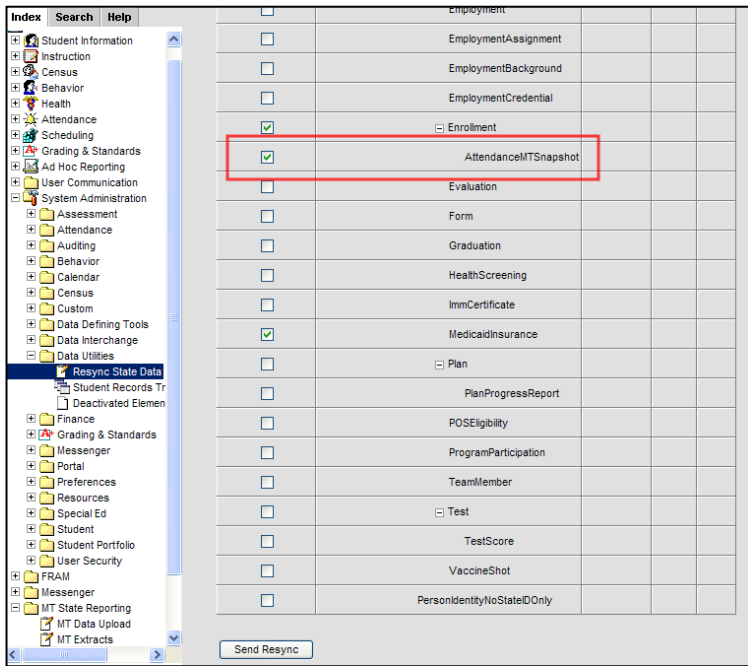 Index Search Help
Student Information
Instruction
Census
Behavior
Health
Attendance
Scheduling
Grading & Standards
Ad Hoc Reporting
User Communication
System Administration
Assessment
Attendance
Auditing
Behavior
Calendar
Census
Custom
Data Defining Tools
Data Interchange
Data Utilities
Resync State Data
Student Records Tr
Deactivated Elemen
Finance
Grading & Standards
Messenger
Portal
Preferences
Resources
Special Ed
Student
Student Portfolio
User Security
FRAM
Messenger
MT State Reporting
MT Data Upload
MT Extracts
Employment
EmploymentAssignment
EmploymentBackground
EmploymentCredential
Enrollment
AttendanceMTSnapshot
Evaluation
Form
Graduation
HealthScreening
ImmCertificate
MedicaidInsurance
Plan
PlanProgressReport
POSEligibility
ProgramParticipation
TeamMember
Test
TestScore
VaccineShot
PersonIdentityNoStateIDOnly
Send Resync